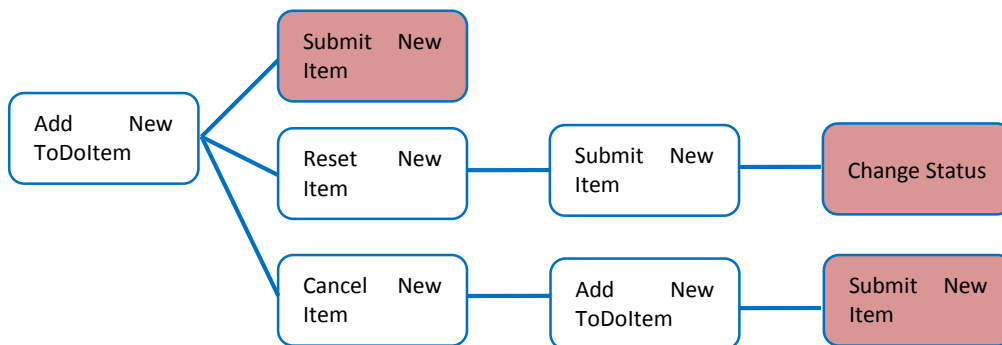 Submit New
Item
Add New
ToDoItem
Reset New
Item
Submit New
Item
Change Status
Cancel New
Item
Add New
ToDoItem
Submit New
Item